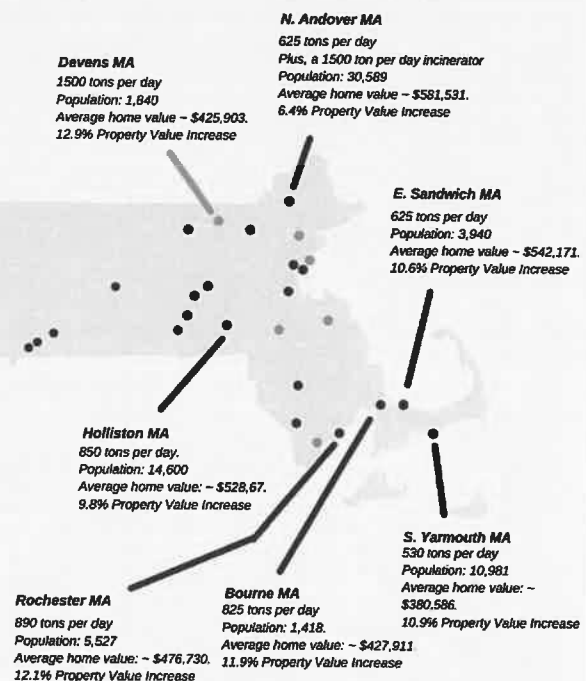 N. Andover MA
625 tons per day
Plus, a 1500 ton per day incinerator
Population: 30,589
Average home value ~ $581,531.
6.4% Property Value Increase
Devens MA
1500 tons per day
Population: 1,840
Average home value ~ $425,903.
12.9% Property Value Increase
E. Sandwich MA
625 tons per day
Population: 3,940
Average home value ~ $542,171.
10.6% Property Value Increase
Holliston MA
850 tons per day.
Population: 14,600
Average home value: ~ $528,67.
9.8% Property Value Increase
S. Yarmouth MA
530 tons per day
Population: 10,981
Average home value: ~
$380,586.
10.9% Property Value Increase
Rochester MA
890 tons per day
Population: 5,527
Average home value: ~ $476,730.
12.1% Property Value Increase
Bourne MA
825 tons per day
Population: 1,418.
Average home value: ~ $427,911
11.9% Property Value Increase